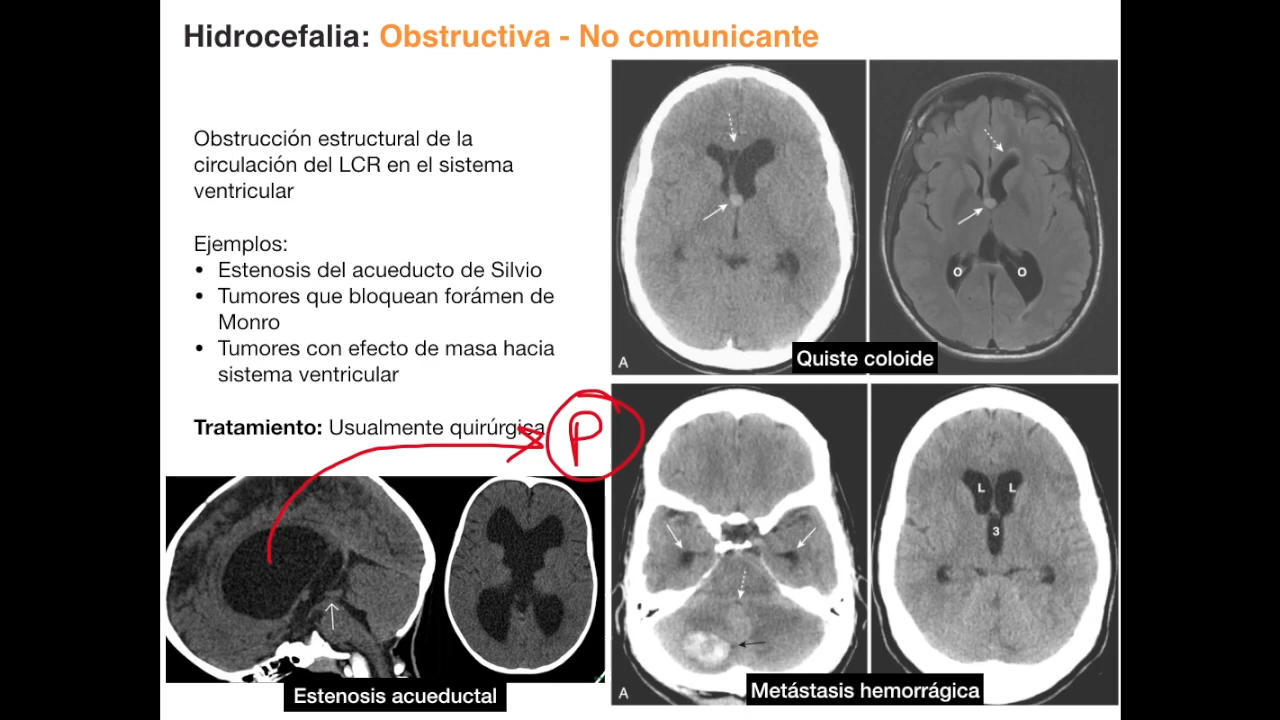 Hidrocefalia: Obstructiva - No comunicante
Obstrucción estructural de la
circulación del LCR en el sistema
ventricular
Ejemplos:
• Estenosis del acueducto de Silvio
• Tumores que bloquean forámen de
Monro
• Tumores con efecto de masa hacia
sistema ventricular
Tratamiento: Usualmente quirúrgica
P
Estenosis acueductal
A
O O
Quiste coloide
L L
3
A
Metástasis hemorrágica